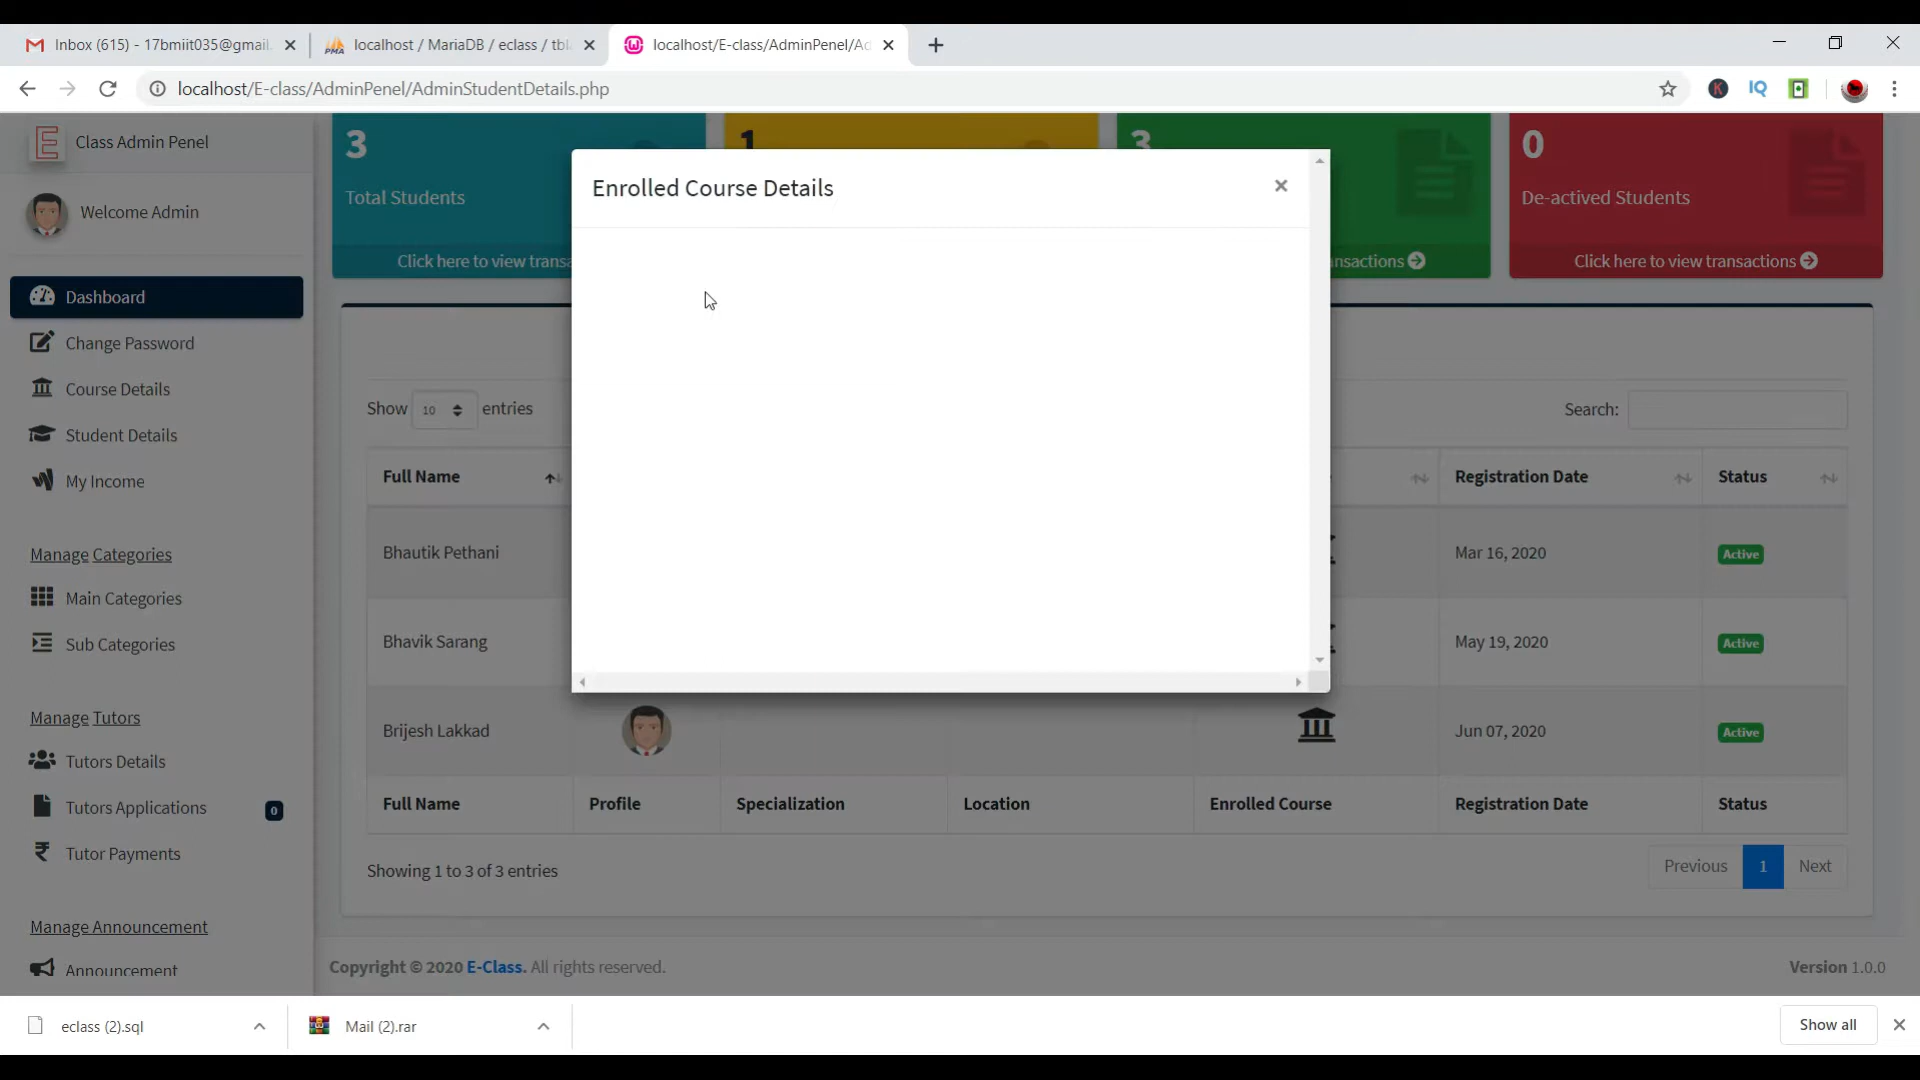 Inbox (615) - 17bmiit035@gmail.
localhost / MariaDB / eclass / tbl
localhost/E-class/AdminPenel/Ad
localhost/E-class/AdminPenel/AdminStudentDetails.php
K
IQ
E
Class Admin Penel
Welcome Admin
Dashboard
Change Password
Course Details
Student Details
My Income
Manage Categories
Main Categories
Sub Categories
Manage Tutors
Tutors Details
Tutors Applications 0
Tutor Payments
Manage Announcement
Announcement
3
1
3
0
Total Students
De-actived Students
Click here to view transa
nsactions
Click here to view transactions
Enrolled Course Details
×
Show 10 entries
Search:
Full Name
Registration Date
Status
Bhautik Pethani
Mar 16, 2020
Active
Bhavik Sarang
May 19, 2020
Active
Brijesh Lakkad
Jun 07, 2020
Active
Full Name
Profile
Specialization
Location
Enrolled Course
Registration Date
Status
Showing 1 to 3 of 3 entries
Previous
1
Next
Copyright © 2020 E-Class. All rights reserved.
Version 1.0.0
eclass (2).sql
Mail (2).rar
Show all